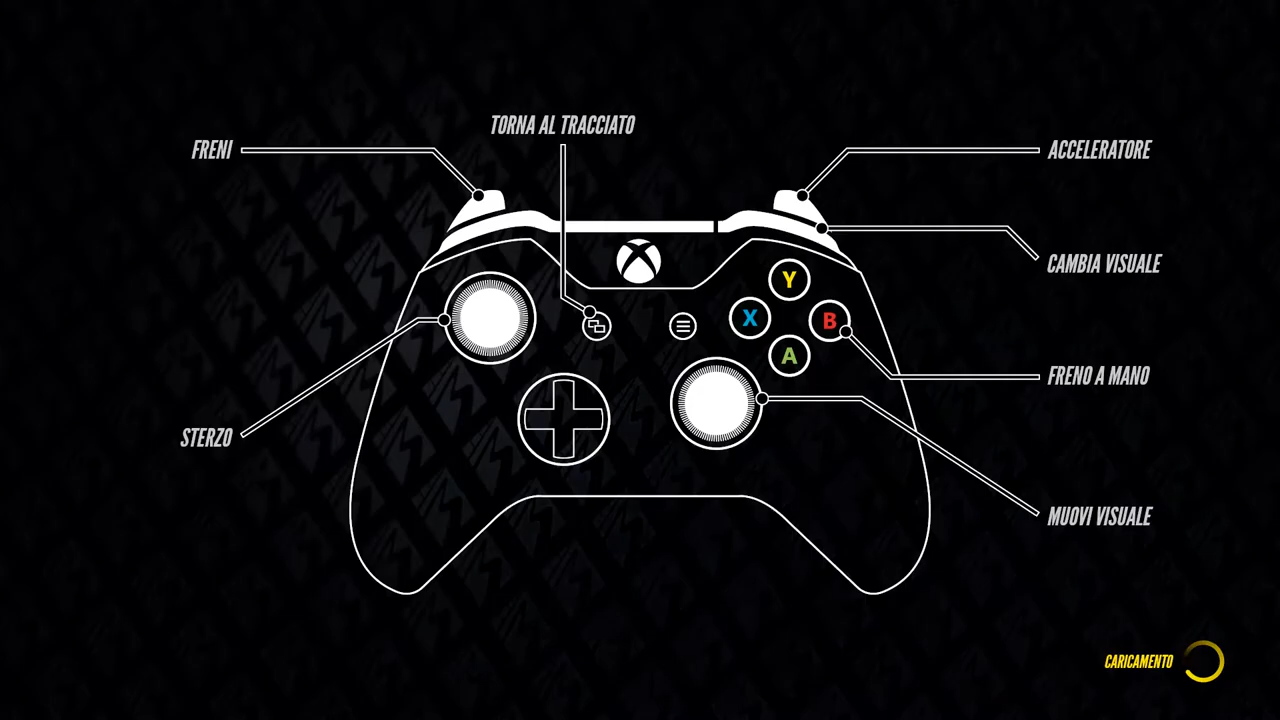 TORNA AL TRACCIATO
FRENI
ACCELERATORE
CAMBIA VISUALE
Y
X
B
A
FRENO A MANO
STERZO
MUOVI VISUALE
CARICAMENTO